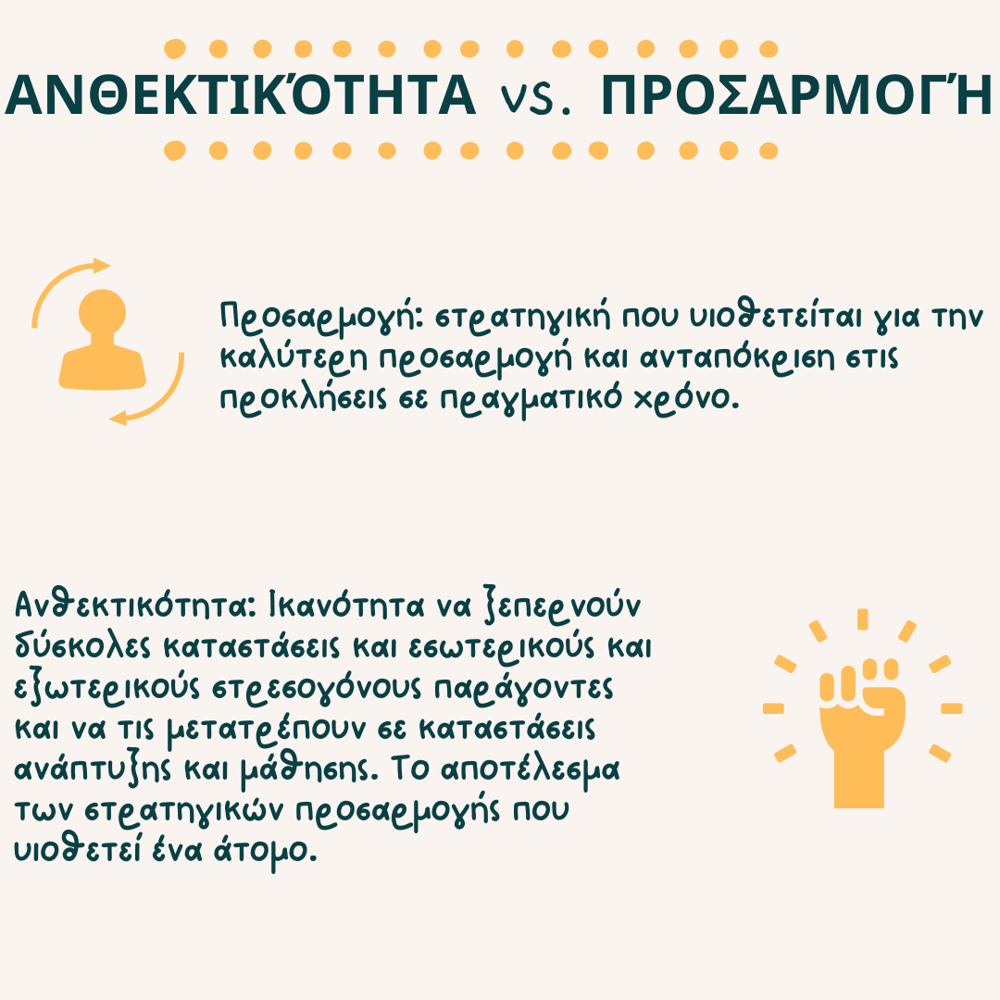 ΑΝΘΕΚΤΙΚΌΤΗΤΑ vs. ΠΡΟΣΑΡΜΟΓΉ
Προσαρμογή: στρατηγική που υιοθετείται για την
καλύτερη προσαρμογή και ανταπόκριση στις
προκλήσεις σε πραγματικό χρόνο.
Ανθεκτικότητα: Ικανότητα να ξεπερνούν
δύσκολες καταστάσεις και εσωτερικούς και
εξωτερικούς στρεσογόνους παράγοντες
και να τις μετατρέπουν σε καταστάσεις
ανάπτυξης και μάθησης. Το αποτέλεσμα
των στρατηγικών προσαρμογής που
υιοθετεί ένα άτομο.